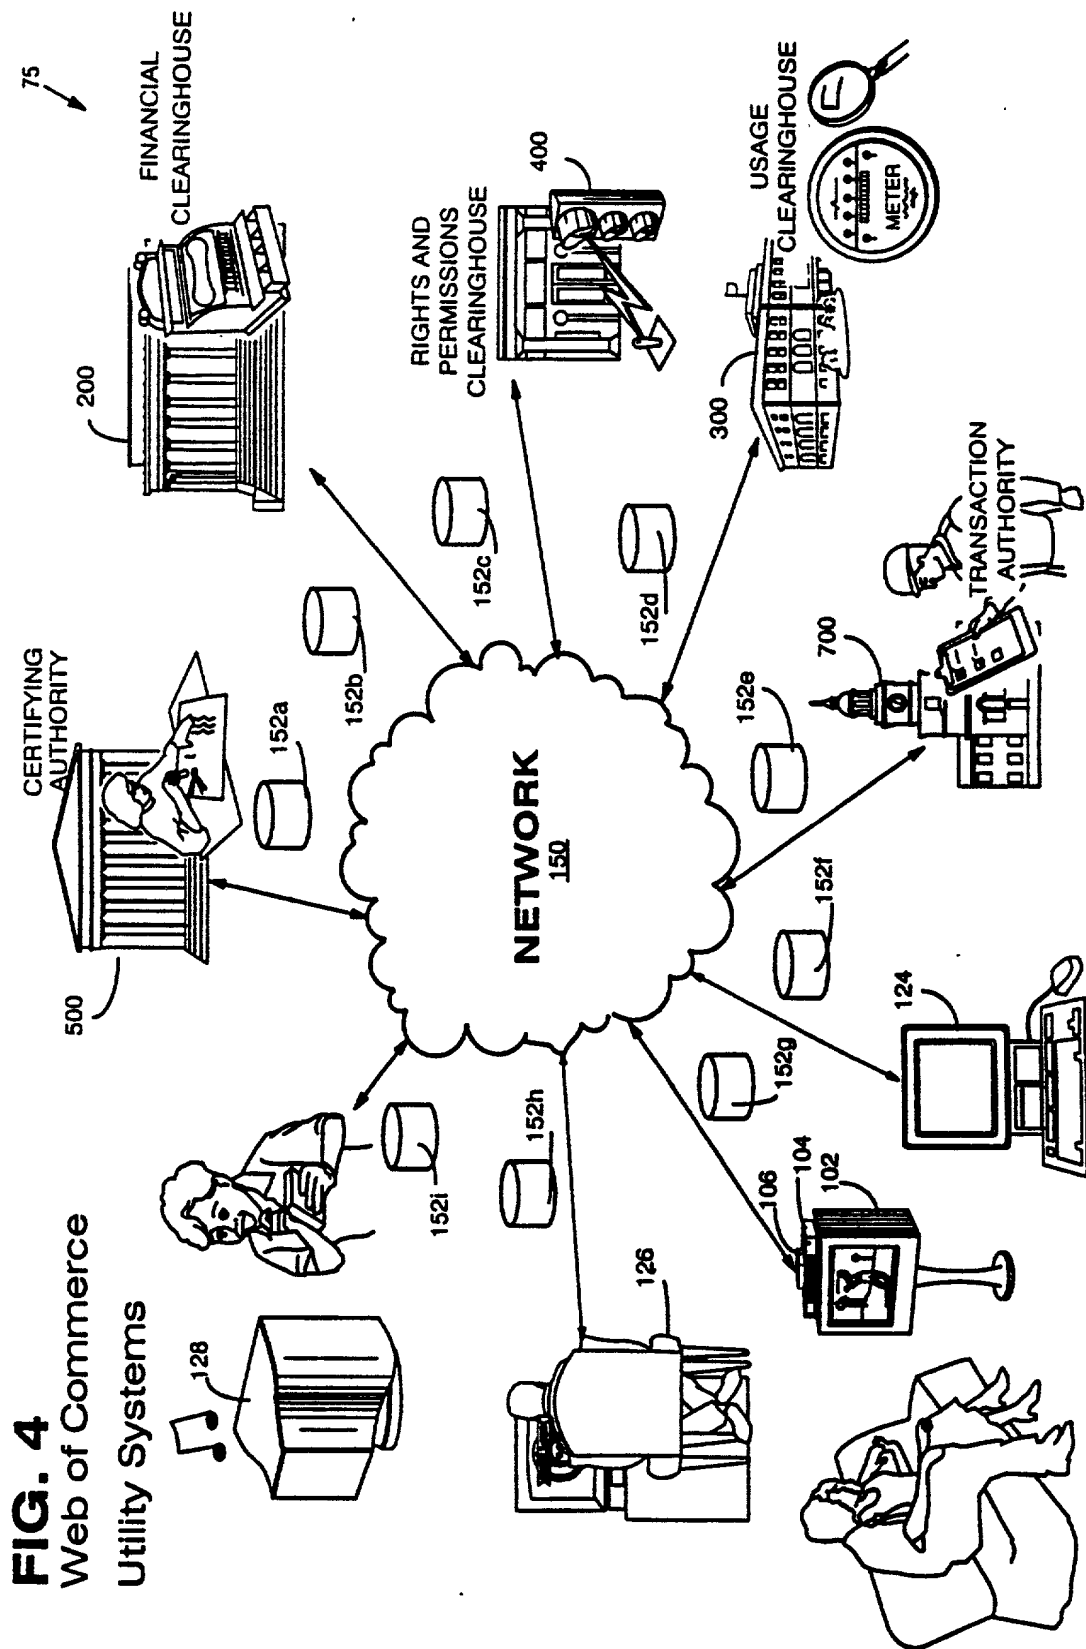 FIG. 4
Web of Commerce
Utility Systems
75
CERTIFYING
AUTHORITY
500
FINANCIAL
CLEARINGHOUSE
200
RIGHTS AND
PERMISSIONS
CLEARINGHOUSE
400
USAGE
CLEARINGHOUSE
METER
300
TRANSACTION
AUTHORITY
700
NETWORK
150
152a
152b
152c
152d
152e
152f
152g
152h
152i
124
106
104
102
126
128